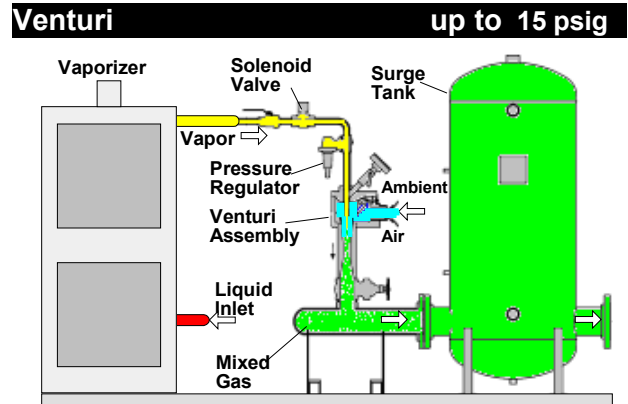 Venturi up to 15 psig
Vaporizer
Solenoid
Valve
Surge
Tank
Vapor
Pressure
Regulator
Ambient
Venturi
Assembly
Air
Liquid
Inlet
Mixed
Gas